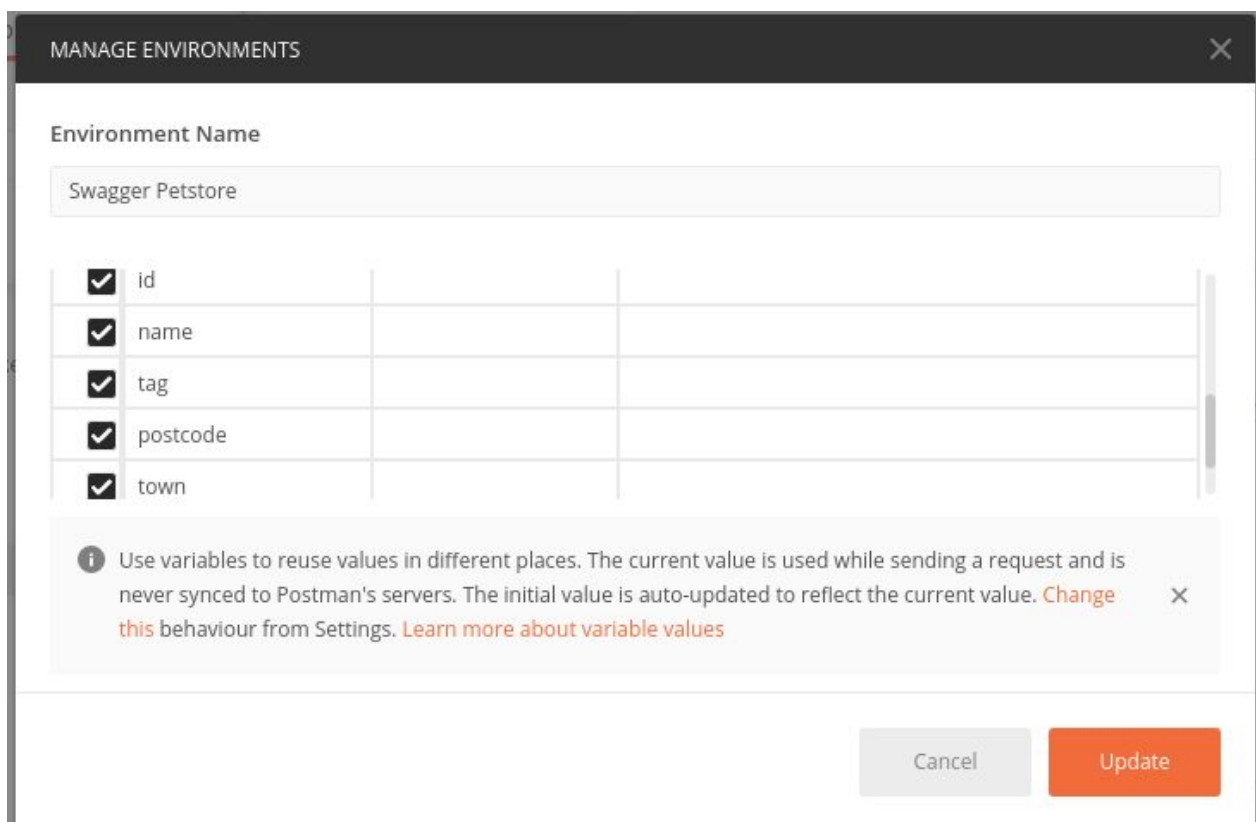 MANAGE ENVIRONMENTS
Environment Name
Swagger Petstore
id
name
tag
postcode
town
Use variables to reuse values in different places. The current value is used while sending a request and is
never synced to Postman's servers. The initial value is auto-updated to reflect the current value. Change
this behaviour from Settings. Learn more about variable values
Cancel
Update